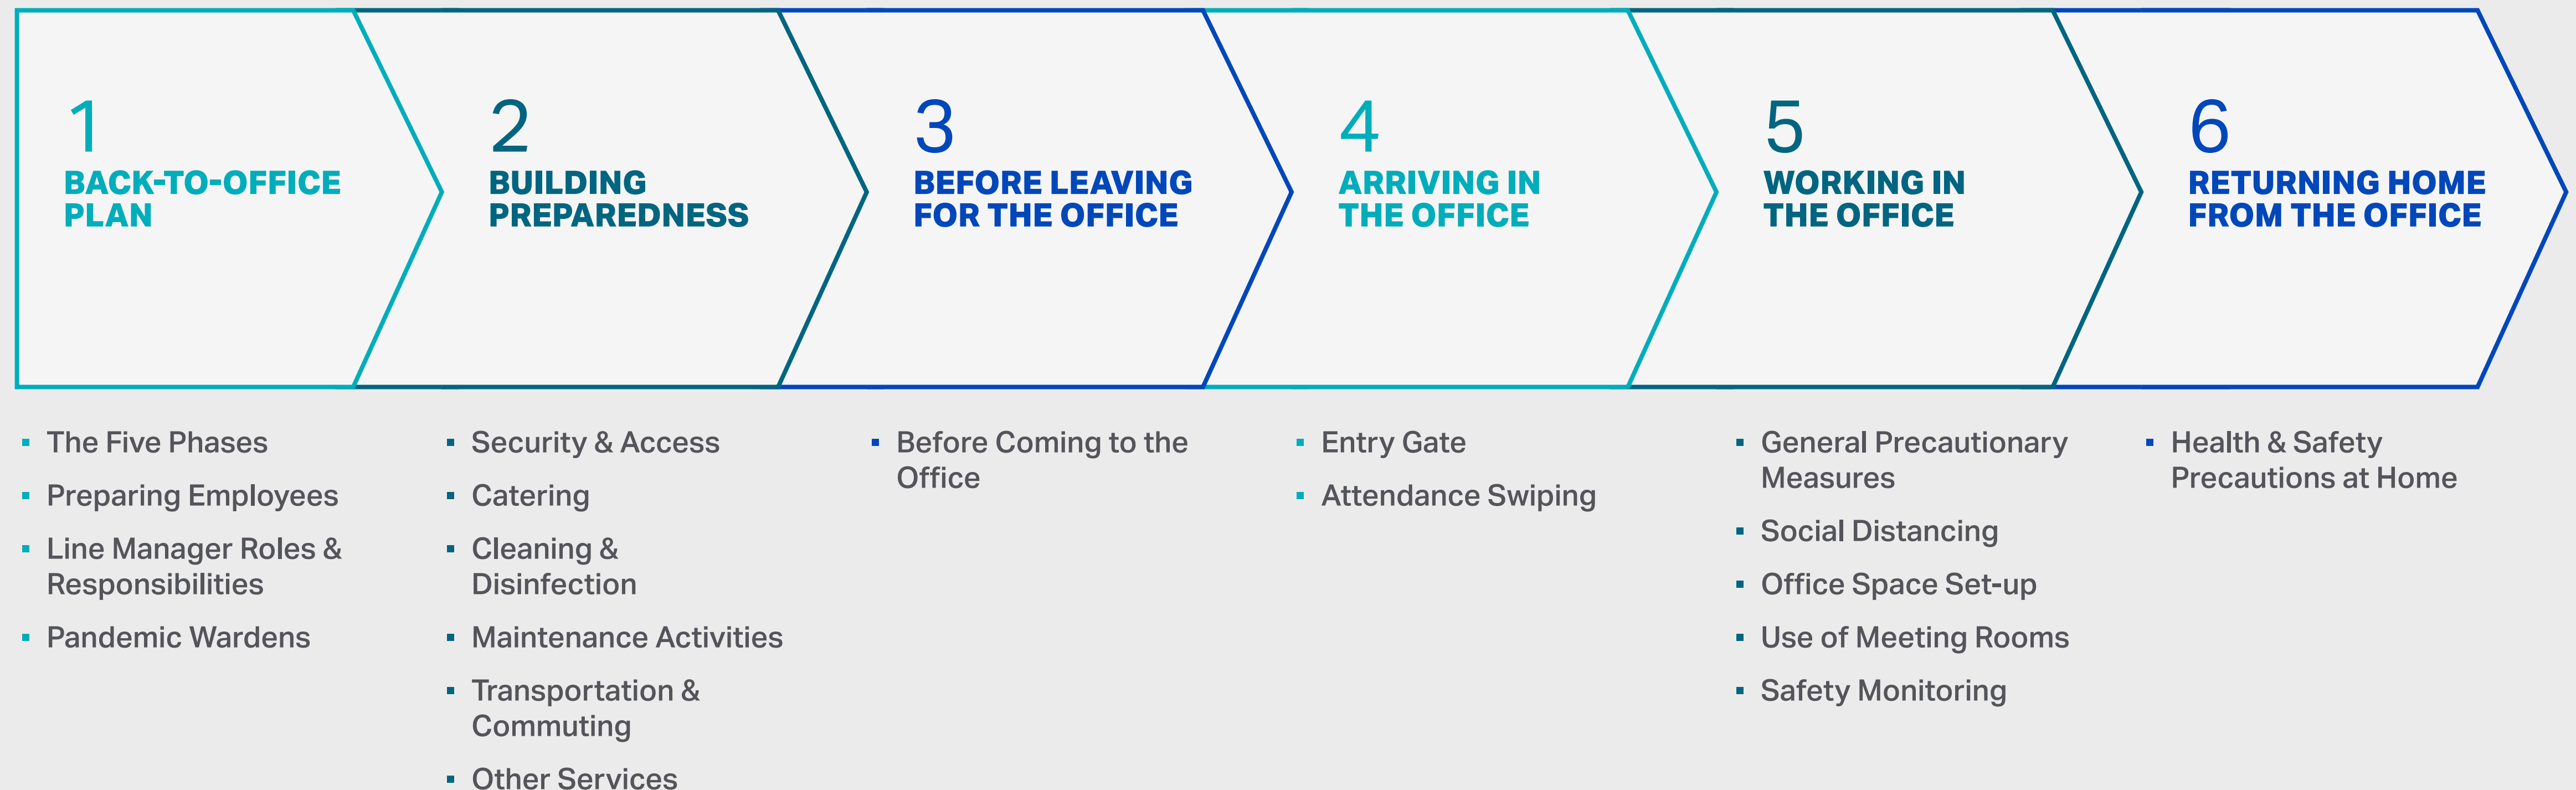 1
BACK-TO-OFFICE
PLAN
2
BUILDING
PREPAREDNESS
3
BEFORE LEAVING
FOR THE OFFICE
4
ARRIVING IN
THE OFFICE
5
WORKING IN
THE OFFICE
6
RETURNING HOME
FROM THE OFFICE
The Five Phases
Preparing Employees
Line Manager Roles &
Responsibilities
Pandemic Wardens
Security & Access
Catering
Cleaning &
Disinfection
Maintenance Activities
Transportation &
Commuting
Other Services
Before Coming to the
Office
Entry Gate
Attendance Swiping
General Precautionary
Measures
Social Distancing
Office Space Set-up
Use of Meeting Rooms
Safety Monitoring
Health & Safety
Precautions at Home